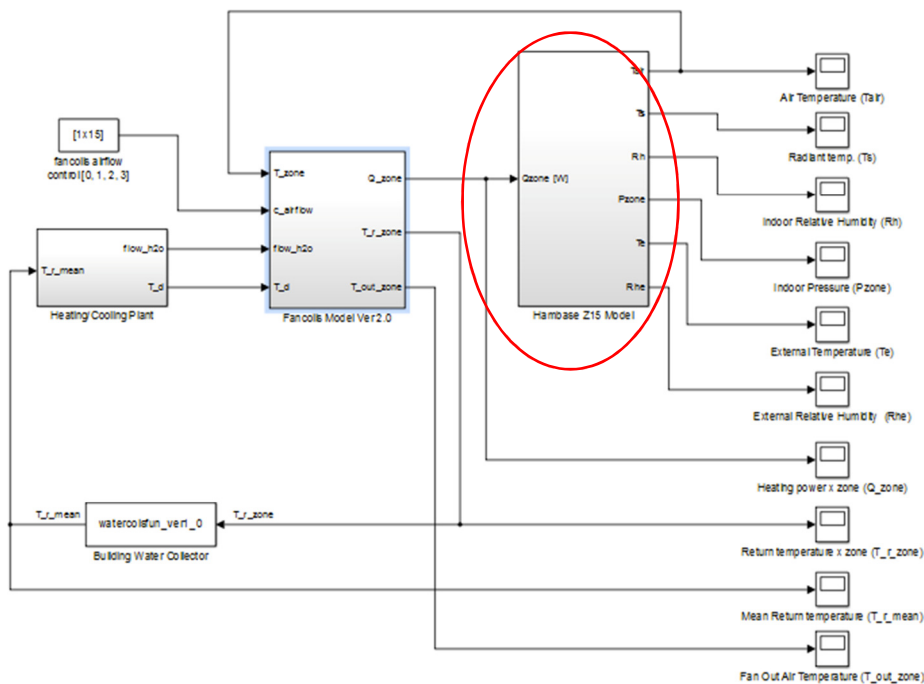 [1x15]
fancoils airflow
control [0, 1, 2, 3]
T_r_mean
flow_h2o
T_d
Heating/Cooling Plant
T_zone
c_airflow
flow_h2o
T_d
Q_zone
T_r_zone
T_out_zone
Fancoils Model Ver 2.0
Qzone [W]
Tair
Ts
Rh
Pzone
Te
Rhe
Hambase Z15 Model
T_r_mean
watercollsfun_ver1_0
T_r_zone
Building Water Collector
Air Temperature (Tair)
Radiant temp. (Ts)
Indoor Relative Humidity (Rh)
Indoor Pressure (Pzone)
External Temperature (Te)
External Relative Humidity (Rhe)
Heating power x zone (Q_zone)
Return temperature x zone (T_r_zone)
Mean Return temperature (T_r_mean)
Fan Out Air Temperature (T_out_zone)